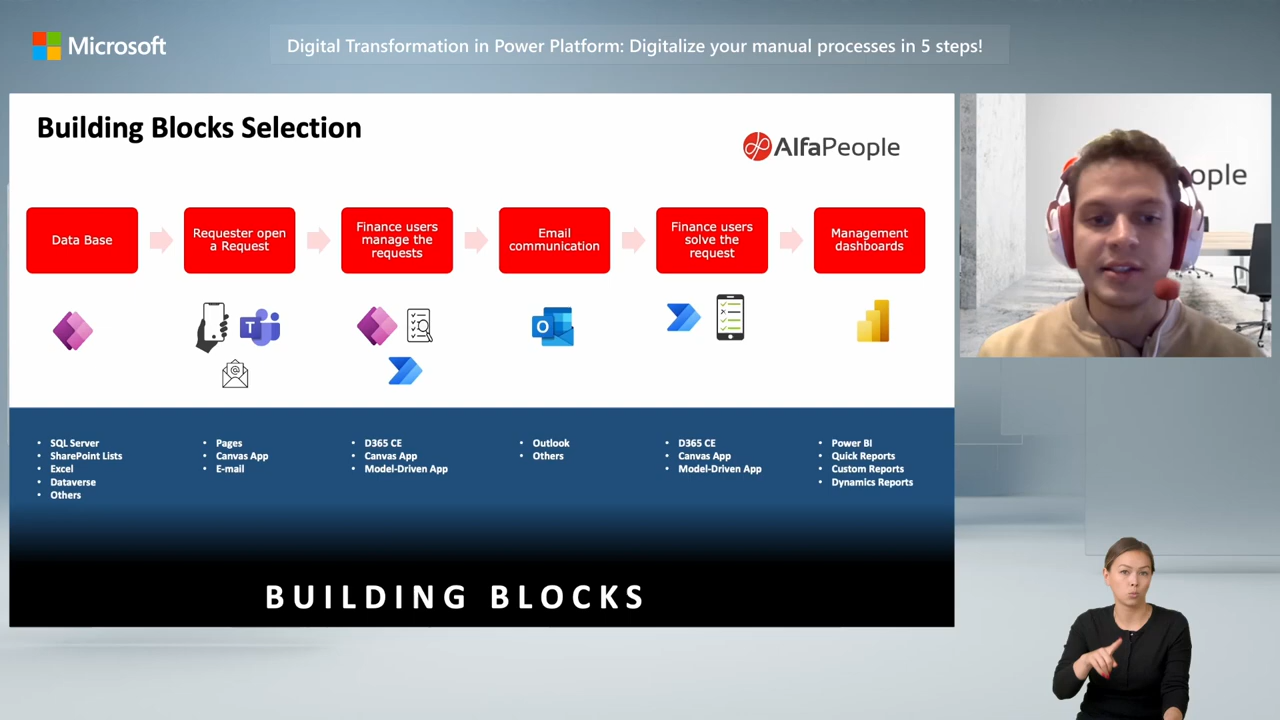 Microsoft
Digital Transformation in Power Platform: Digitalize your manual processes in 5 steps!
Building Blocks Selection
AlfaPeople
ople
Data Base
Requester open
a Request
Finance users
manage the
requests
Email
communication
Finance users
solve the
request
Management
dashboards
T
@
O
• SQL Server
• SharePoint Lists
• Excel
• Dataverse
• Others
• Pages
• Canvas App
• E-mail
• D365 CE
• Canvas App
• Model-Driven App
• Outlook
• Others
• D365 CE
• Canvas App
• Model-Driven App
• Power BI
• Quick Reports
• Custom Reports
• Dynamics Reports
BUILDING BLOCKS